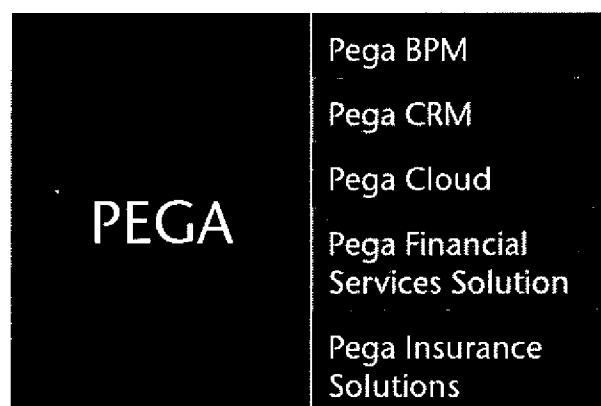 PEGA
Pega BPM
Pega CRM
Pega Cloud
Pega Financial
Services Solution
Pega Insurance
Solutions